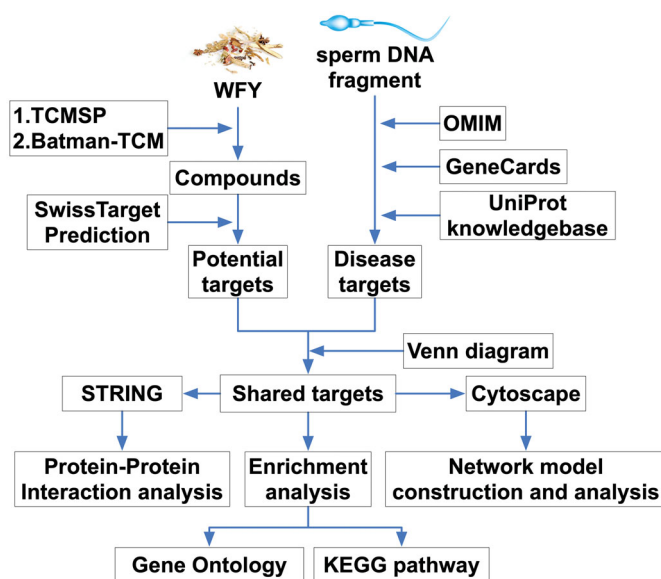 sperm DNA
fragment
WFY
1.TCMSP
2.Batman-TCM
OMIM
GeneCards
Compounds
SwissTarget
Prediction
UniProt
knowledgebase
Potential
targets
Disease
targets
Venn diagram
STRING
Shared targets
Cytoscape
Protein-Protein
Interaction analysis
Enrichment
analysis
Network model
construction and analysis
Gene Ontology
KEGG pathway